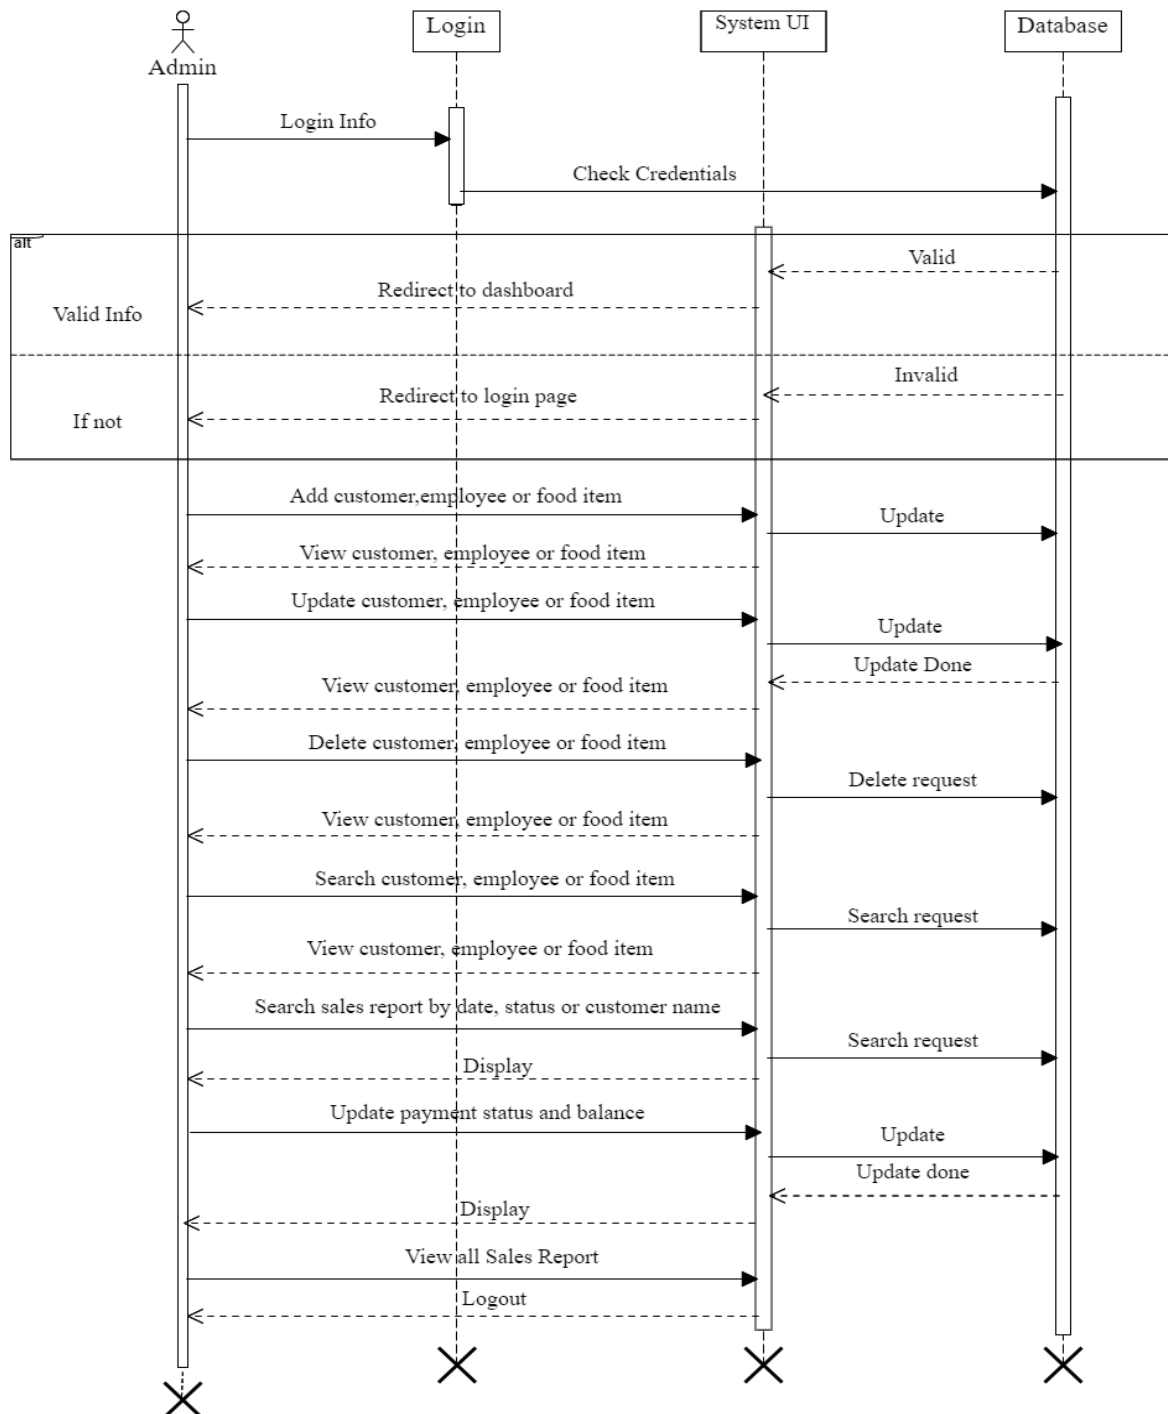 Admin
Login
System UI
Database
Login Info
Check Credentials
alt
Valid
Redirect to dashboard
Valid Info
Invalid
Redirect to login page
If not
Add customer,employee or food item
Update
View customer, employee or food item
Update customer, employee or food item
Update
Update Done
View customer, employee or food item
Delete customer, employee or food item
Delete request
View customer, employee or food item
Search customer, employee or food item
Search request
View customer, employee or food item
Search sales report by date, status or customer name
Search request
Display
Update payment status and balance
Update
Update done
Display
View all Sales Report
Logout